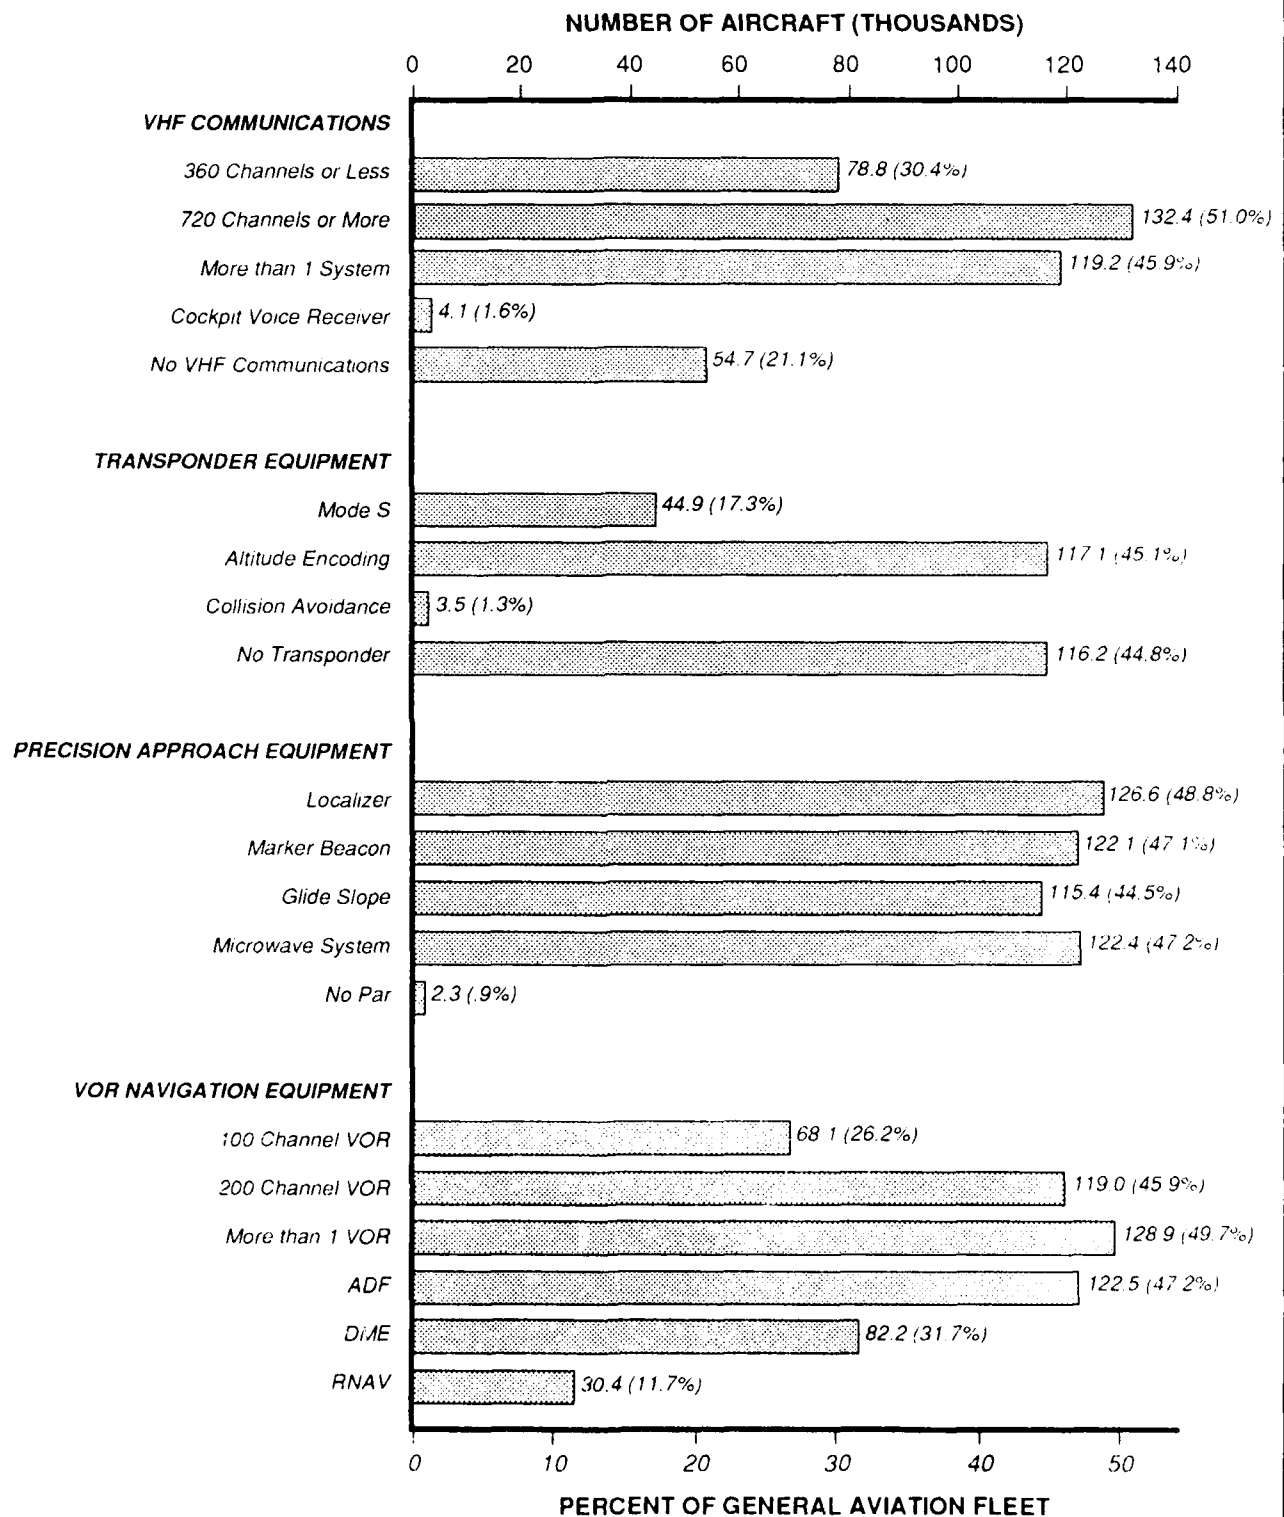 NUMBER OF AIRCRAFT (THOUSANDS)
0 20 40 60 80 100 120 140
VHF COMMUNICATIONS
360 Channels or Less 78.8 (30.4%)
720 Channels or More 132.4 (51.0%)
More than 1 System 119.2 (45.9%)
Cockpit Voice Receiver 4.1 (1.6%)
No VHF Communications 54.7 (21.1%)
TRANSPONDER EQUIPMENT
Mode S 44.9 (17.3%)
Altitude Encoding 117.1 (45.1%)
Collision Avoidance 3.5 (1.3%)
No Transponder 116.2 (44.8%)
PRECISION APPROACH EQUIPMENT
Localizer 126.6 (48.8%)
Marker Beacon 122.1 (47.1%)
Glide Slope 115.4 (44.5%)
Microwave System 122.4 (47.2%)
No Par 2.3 (.9%)
VOR NAVIGATION EQUIPMENT
100 Channel VOR 68.1 (26.2%)
200 Channel VOR 119.0 (45.9%)
More than 1 VOR 128.9 (49.7%)
ADF 122.5 (47.2%)
DME 82.2 (31.7%)
RNAV 30.4 (11.7%)
0 10 20 30 40 50
PERCENT OF GENERAL AVIATION FLEET